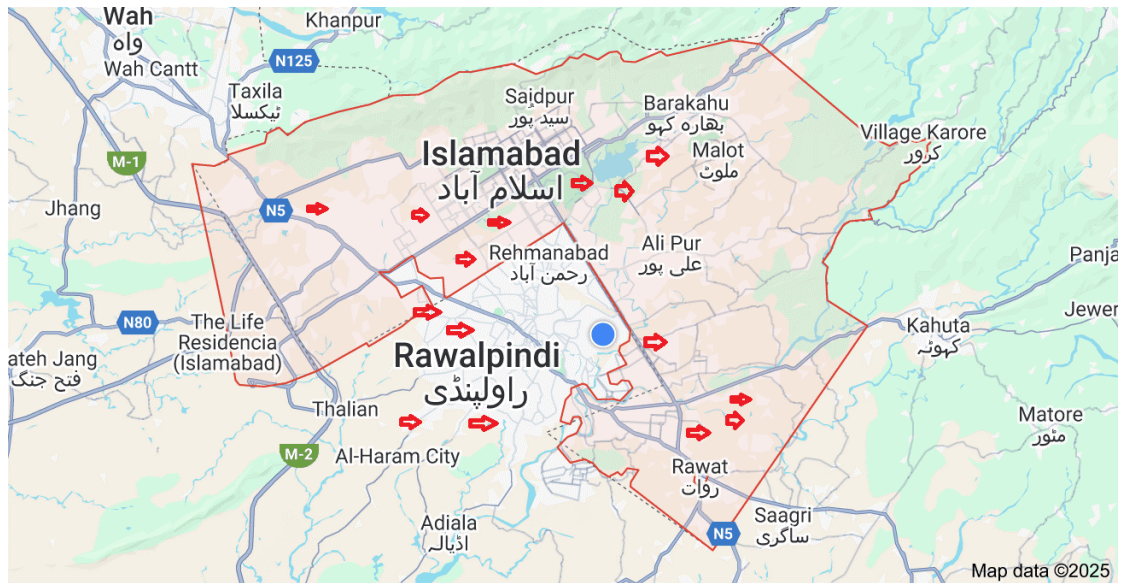 Wah
واہ
Wah Cantt
Khanpur
N125
Taxila
ٹیکسلا
Saidpur
سید پور
Barakahu
بھارہ کہو
Malot
ملوٹ
Village Karore
کرور
M-1
Islamabad
اسلام آباد
Jhang
N5
Rehmanabad
رحمن آباد
Ali Pur
علی پور
Panja
Jewer
N80
The Life
Residencia
(Islamabad)
ateh Jang
فتح جنگ
Rawalpindi
راولپنڈی
Kahuta
کہوٹہ
Thalian
Matore
مٹور
M-2
Al-Haram City
Rawat
روات
Adiala
اڈیالہ
N5
Saagri
ساگری
Map data ©2025